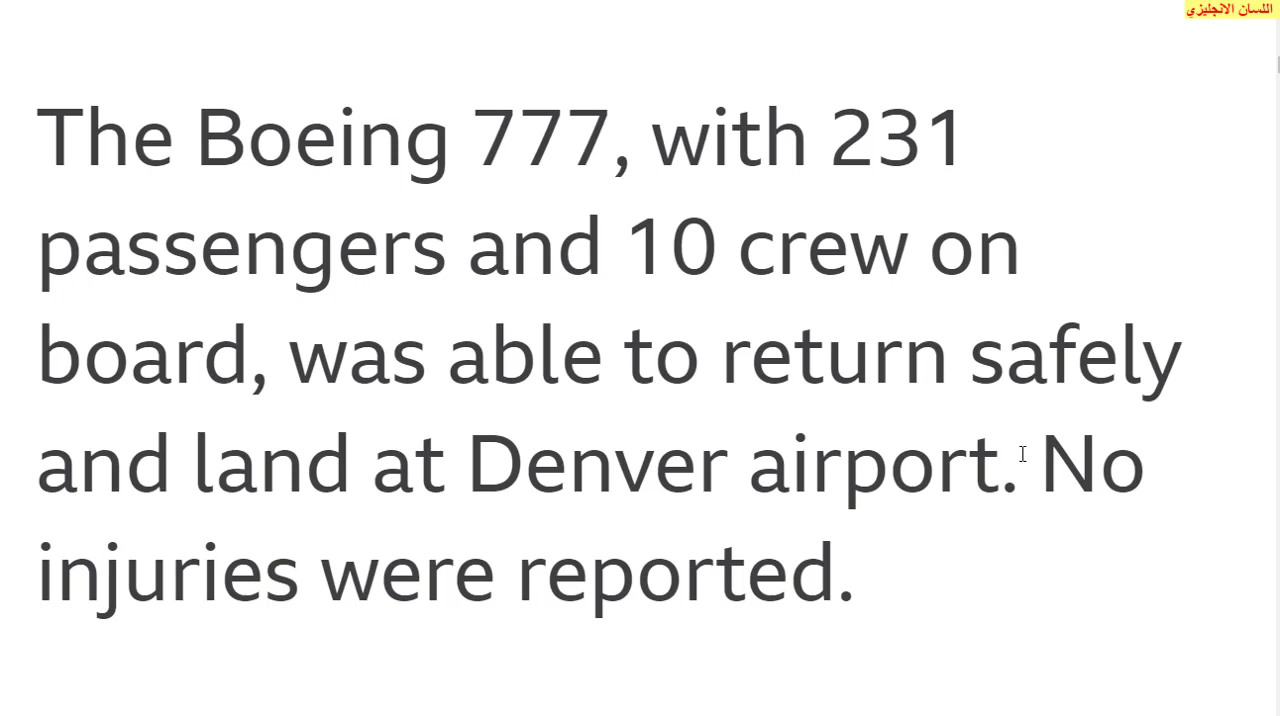 اللسان الانجليزي
The Boeing 777, with 231
passengers and 10 crew on
board, was able to return safely
and land at Denver airport. No
injuries were reported.